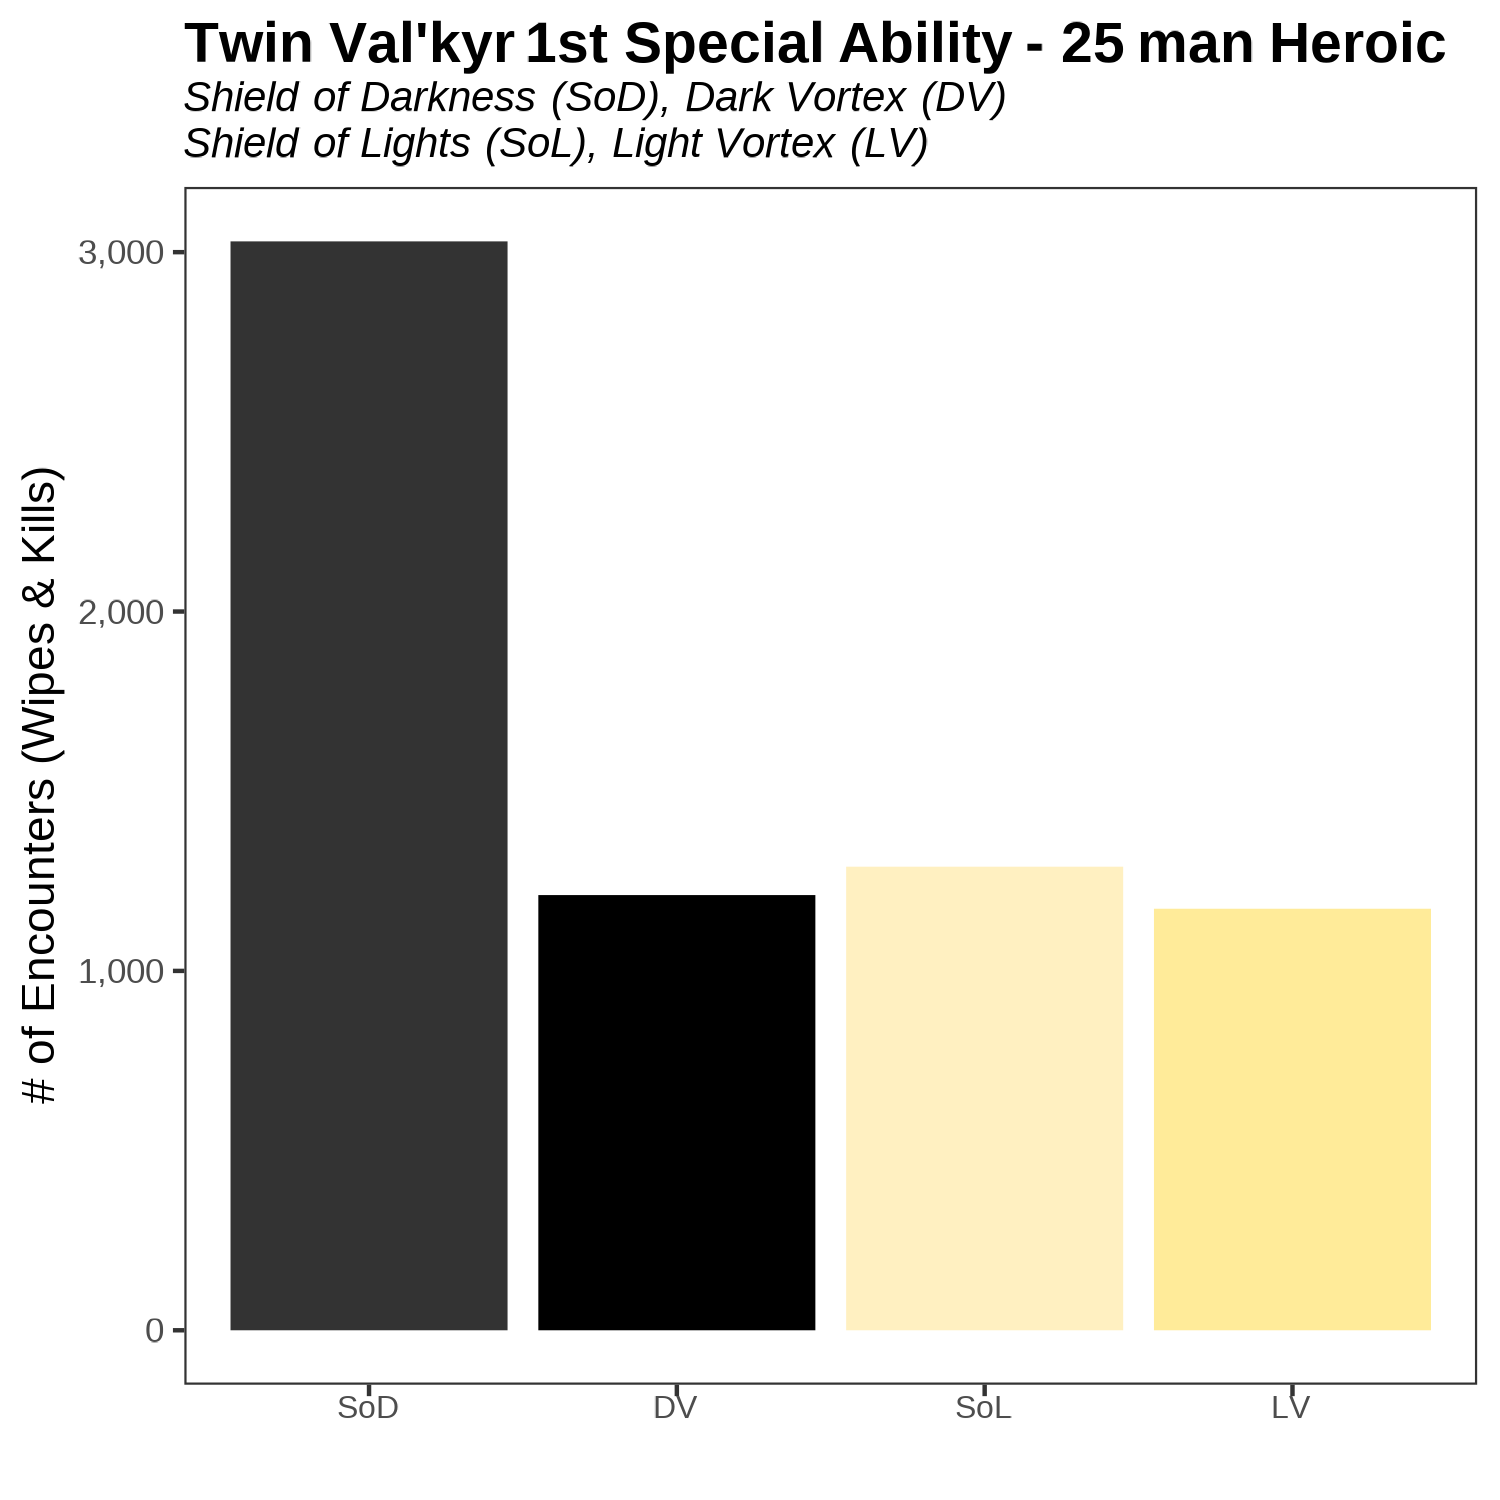 Twin Val'kyr 1st Special Ability - 25 man Heroic
Shield of Darkness (SoD), Dark Vortex (DV)
Shield of Lights (SoL), Light Vortex (LV)
# of Encounters (Wipes & Kills)
3,000
2,000
1,000
0
SoD DV SoL LV